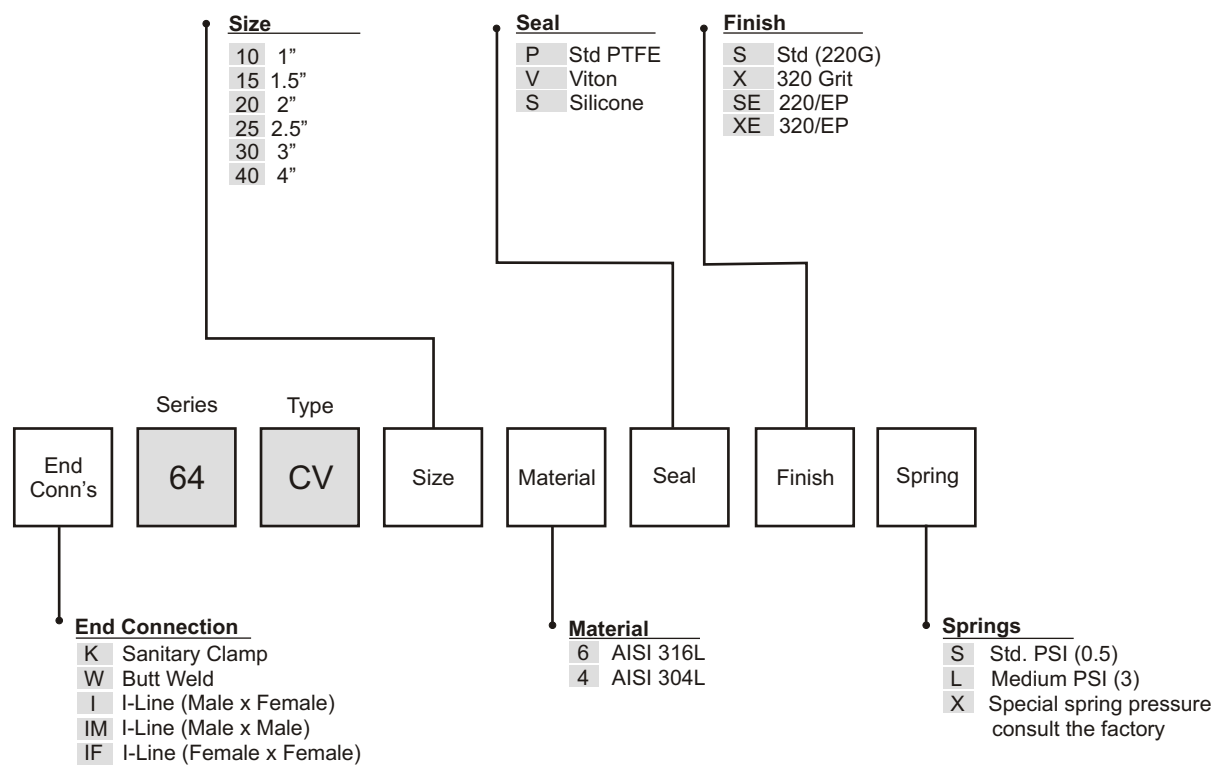 Size
10 1”
15 1.5”
20 2”
25 2.5”
30 3”
40 4”
Seal
P Std PTFE
V Viton
S Silicone
Finish
S Std (220G)
X 320 Grit
SE 220/EP
XE 320/EP
Series
Type
End
Conn's
64
CV
Size
Material
Seal
Finish
Spring
End Connection
K Sanitary Clamp
W Butt Weld
I I-Line (Male x Female)
IM I-Line (Male x Male)
IF I-Line (Female x Female)
Material
6 AISI 316L
4 AISI 304L
Springs
S Std. PSI (0.5)
L Medium PSI (3)
X Special spring pressure
consult the factory